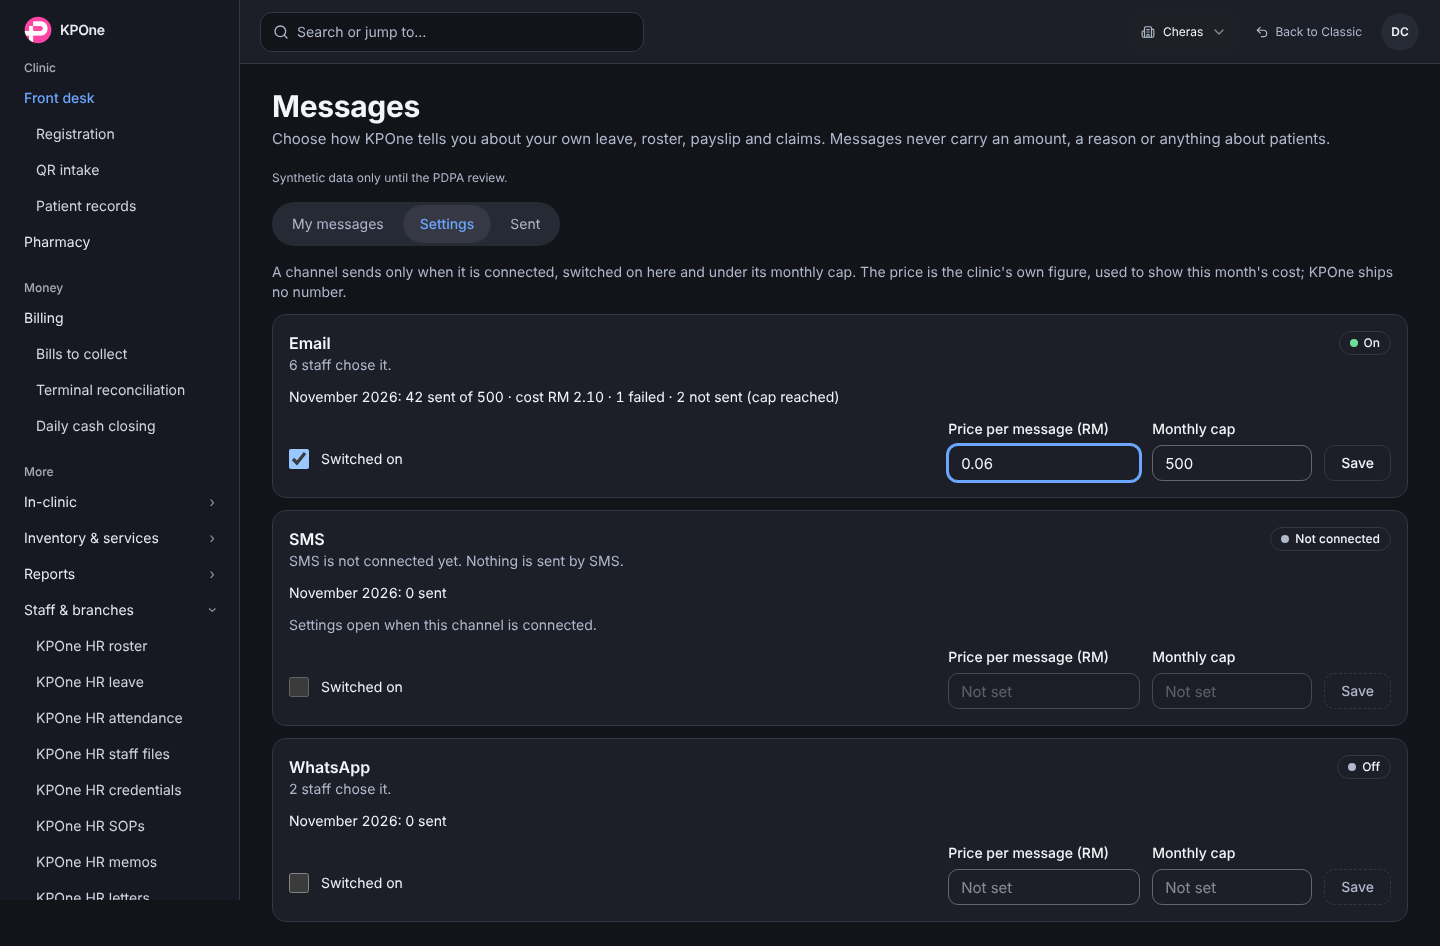 KPOne
Search or jump to...
Cheras
Back to Classic
DC
Clinic
Front desk
Registration
QR intake
Patient records
Pharmacy
Money
Billing
Bills to collect
Terminal reconciliation
Daily cash closing
More
In-clinic
Inventory & services
Reports
Staff & branches
KPOne HR roster
KPOne HR leave
KPOne HR attendance
KPOne HR staff files
KPOne HR credentials
KPOne HR SOPs
KPOne HR memos
KPOne HR letters
Messages
Choose how KPOne tells you about your own leave, roster, payslip and claims. Messages never carry an amount, a reason or anything about patients.
Synthetic data only until the PDPA review.
My messages
Settings
Sent
A channel sends only when it is connected, switched on here and under its monthly cap. The price is the clinic's own figure, used to show this month's cost; KPOne ships
no number.
Email
On
6 staff chose it.
November 2026: 42 sent of 500 · cost RM 2.10 · 1 failed · 2 not sent (cap reached)
Price per message (RM)
Monthly cap
Switched on
0.06
500
Save
SMS
Not connected
SMS is not connected yet. Nothing is sent by SMS.
November 2026: 0 sent
Settings open when this channel is connected.
Price per message (RM)
Monthly cap
Switched on
Not set
Not set
Save
WhatsApp
Off
2 staff chose it.
November 2026: 0 sent
Price per message (RM)
Monthly cap
Switched on
Not set
Not set
Save